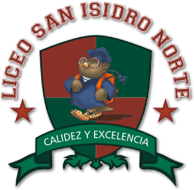 LICEO SAN ISIDRO NORTE
CALIDEZ Y EXCELENCIA